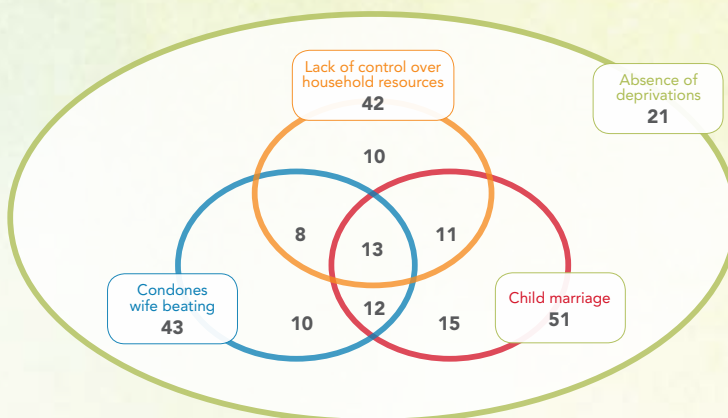 Lack of control over
household resources
42
Absence of
deprivations
21
10
8
11
13
Condones
wife beating
43
Child marriage
51
12
10
15